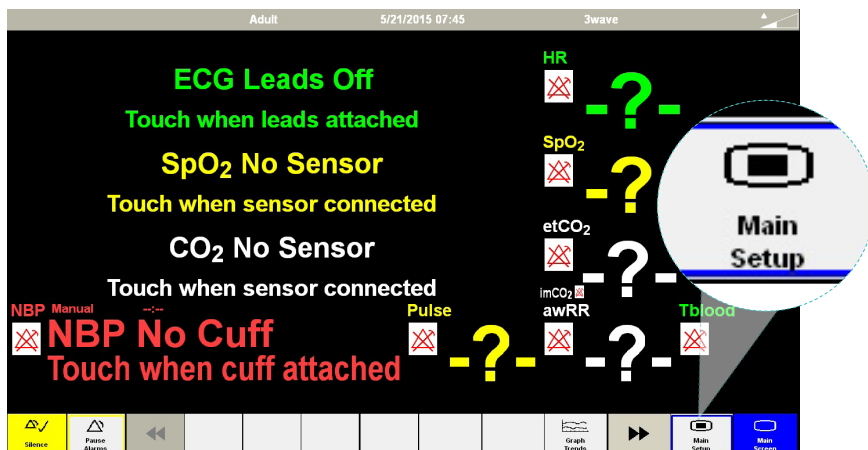 Adult 5/21/2015 07:45 3wave
HR
ECG Leads Off
-?-
Touch when leads attached
SpO2
SpO2 No Sensor
-?
Touch when sensor connected
etCO2
CO2 No Sensor
-?-
Touch when sensor connected
imCO2
NBP Manual --:-- Pulse awRR Tblood
NBP No Cuff
-?- -?-
Touch when cuff attached
Main
Setup
Silence
Pause
Alarms
Graph
Trends
Main
Setup
Main
Screen